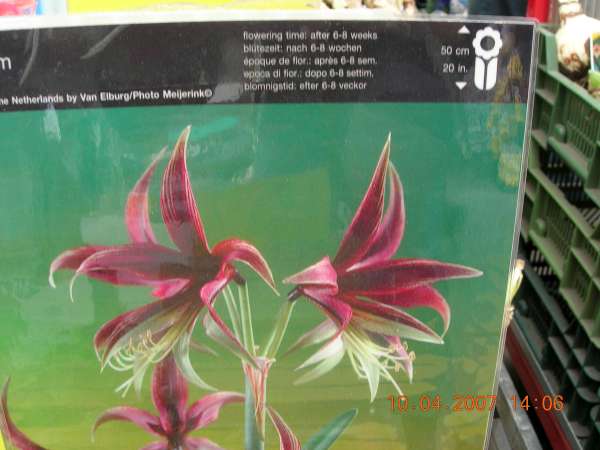 m
flowering time: after 6-8 weeks
blütezeit: nach 6-8 wochen
époque de flor.: après 6-8 sem.
epoca di fior.: dopo 6-8 settim.
blomnigstid: efter 6-8 veckor
50 cm
20 in.
he Netherlands by Van Elburg/Photo Meijerink©
10.04.2007 14:06